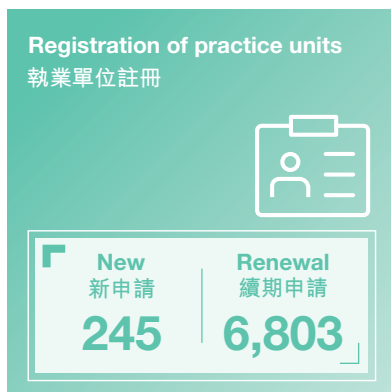 Registration of practice units
執業單位註冊
New
新申請
245
Renewal
續期申請
6,803